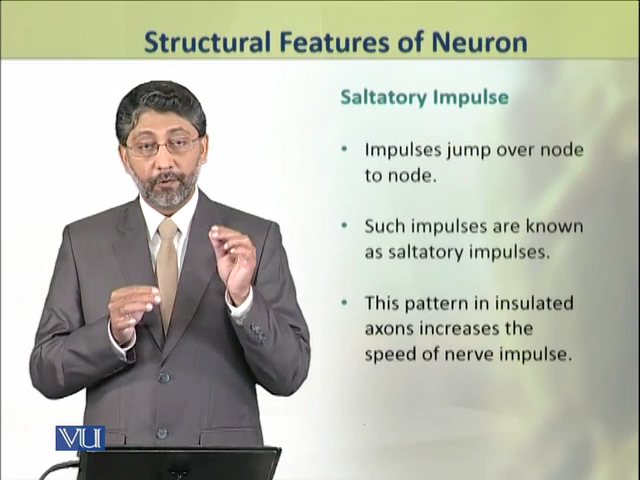 Structural Features of Neuron
Saltatory Impulse
• Impulses jump over node
to node.
• Such impulses are known
as saltatory impulses.
• This pattern in insulated
axons increases the
speed of nerve impulse.
VU